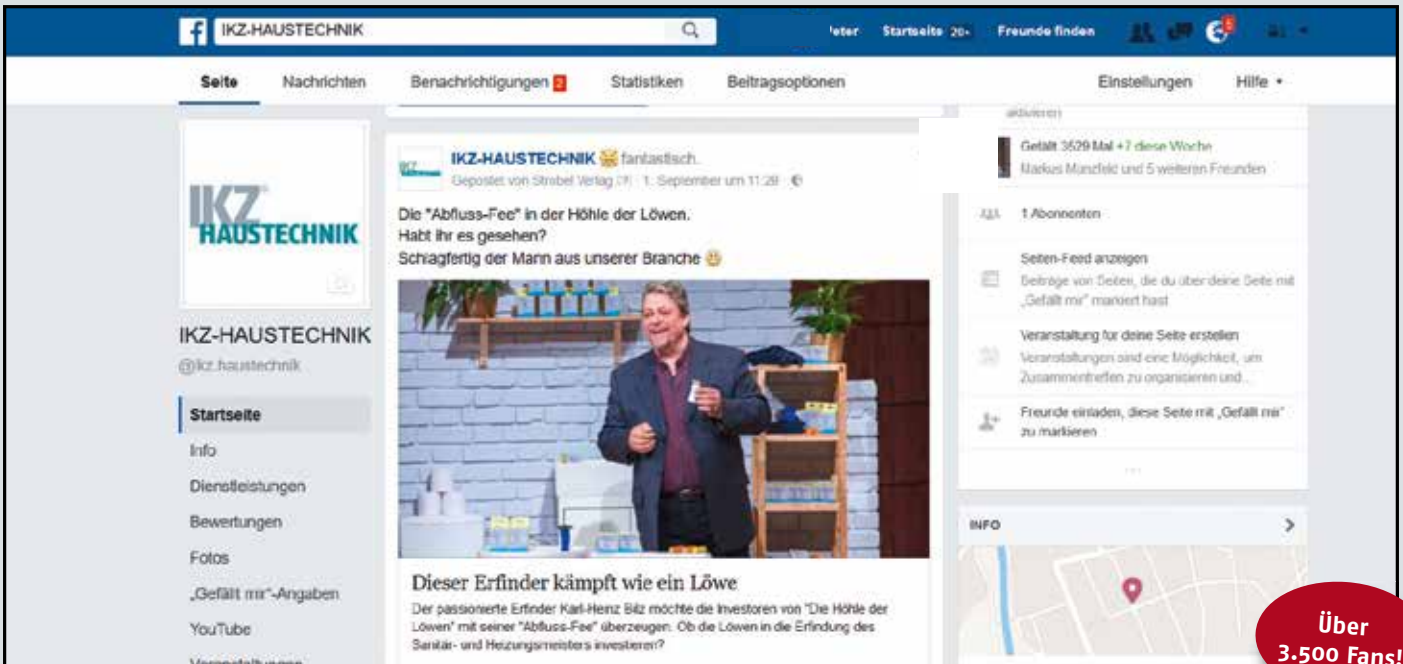 IKZ-HAUSTECHNIK
Startseite 20+
Freunde finden
5
Seite
Nachrichten
Benachrichtigungen 2
Statistiken
Beitragsoptionen
Einstellungen
Hilfe
IKZ
HAUSTECHNIK
IKZ-HAUSTECHNIK
@ikz.haustechnik
Startseite
Info
Dienstleistungen
Bewertungen
Fotos
„Gefällt mir"-Angaben
YouTube
Veranstaltungen
IKZ-HAUSTECHNIK fantastisch.
Gepostet von Strobel Verlag [?] · 1. September um 11:29 ·
Die "Abfluss-Fee" in der Höhle der Löwen.
Habt ihr es gesehen?
Schlagfertig der Mann aus unserer Branche
Dieser Erfinder kämpft wie ein Löwe
Der passionierte Erfinder Karl-Heinz Bilz möchte die Investoren von "Die Höhle der
Löwen" mit seiner "Abfluss-Fee" überzeugen. Ob die Löwen in die Erfindung des
Sanitär- und Heizungsmeisters investieren?
aktivieren
Gefällt 3529 Mal +7 diese Woche
Markus Münzfeld und 5 weiteren Freunden
1 Abonnenten
Seiten-Feed anzeigen
Beiträge von Seiten, die du über deine Seite mit
„Gefällt mir" markiert hast
Veranstaltung für deine Seite erstellen
Veranstaltungen sind eine Möglichkeit, um
Zusammentreffen zu organisieren und...
Freunde einladen, diese Seite mit „Gefällt mir"
zu markieren
...
INFO
Über
3.500 Fans!